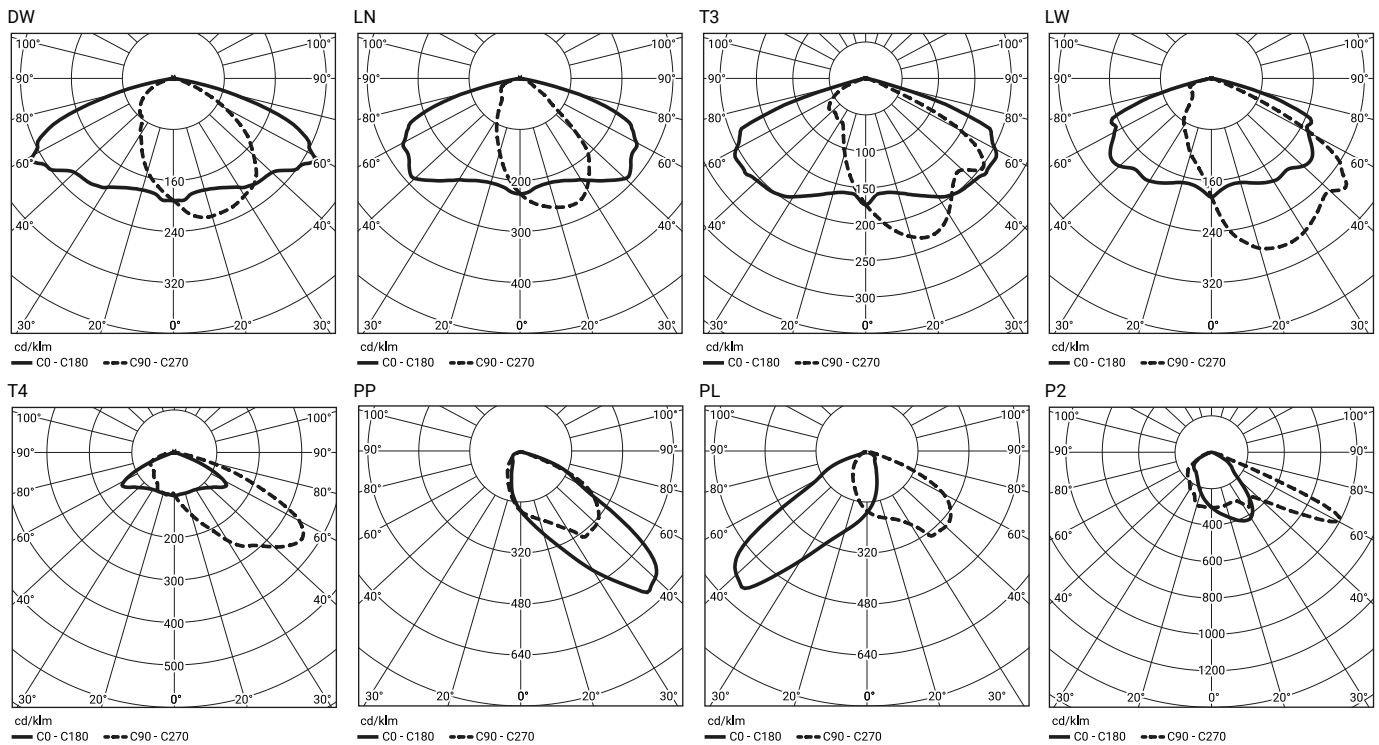 DW LN T3 LW
100° 100° 100° 100° 100° 100° 100° 100°
90° 90° 90° 90° 90° 90° 90° 90°
80° 80° 80° 80° 80° 80° 80° 80°
60° 60° 60° 60° 60° 60° 60° 60°
40° 40° 40° 40° 40° 40° 40° 40°
160 240 320
200 300 400
100 150 200 250 300
160 240 320
30° 20° 0° 20° 30° 30° 20° 0° 20° 30° 30° 20° 0° 20° 30° 30° 20° 0° 20° 30°
cd/klm cd/klm cd/klm cd/klm
C0 - C180 C90 - C270 C0 - C180 C90 - C270 C0 - C180 C90 - C270 C0 - C180 C90 - C270
T4 PP PL P2
100° 100° 100° 100° 100° 100° 100° 100°
90° 90° 90° 90° 90° 90° 90° 90°
80° 80° 80° 80° 80° 80° 80° 80°
60° 60° 60° 60° 60° 60° 60° 60°
40° 40° 40° 40° 40° 40° 40° 40°
200 300 400 500
320 480 640
320 480 640
400 600 800 1000 1200
30° 20° 0° 20° 30° 30° 20° 0° 20° 30° 30° 20° 0° 20° 30° 30° 20° 0° 20° 30°
cd/klm cd/klm cd/klm cd/klm
C0 - C180 C90 - C270 C0 - C180 C90 - C270 C0 - C180 C90 - C270 C0 - C180 C90 - C270